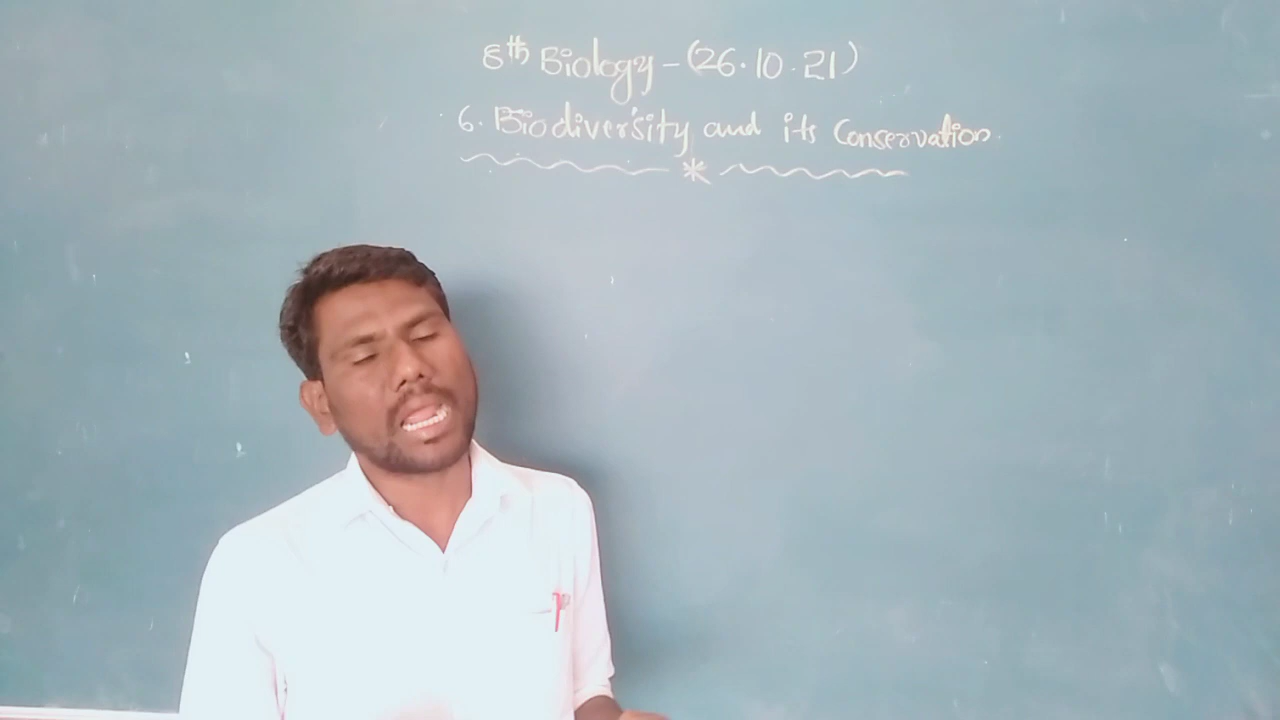 8th Biology - (26.10.21)
6. Biodiversity and its Conservation.